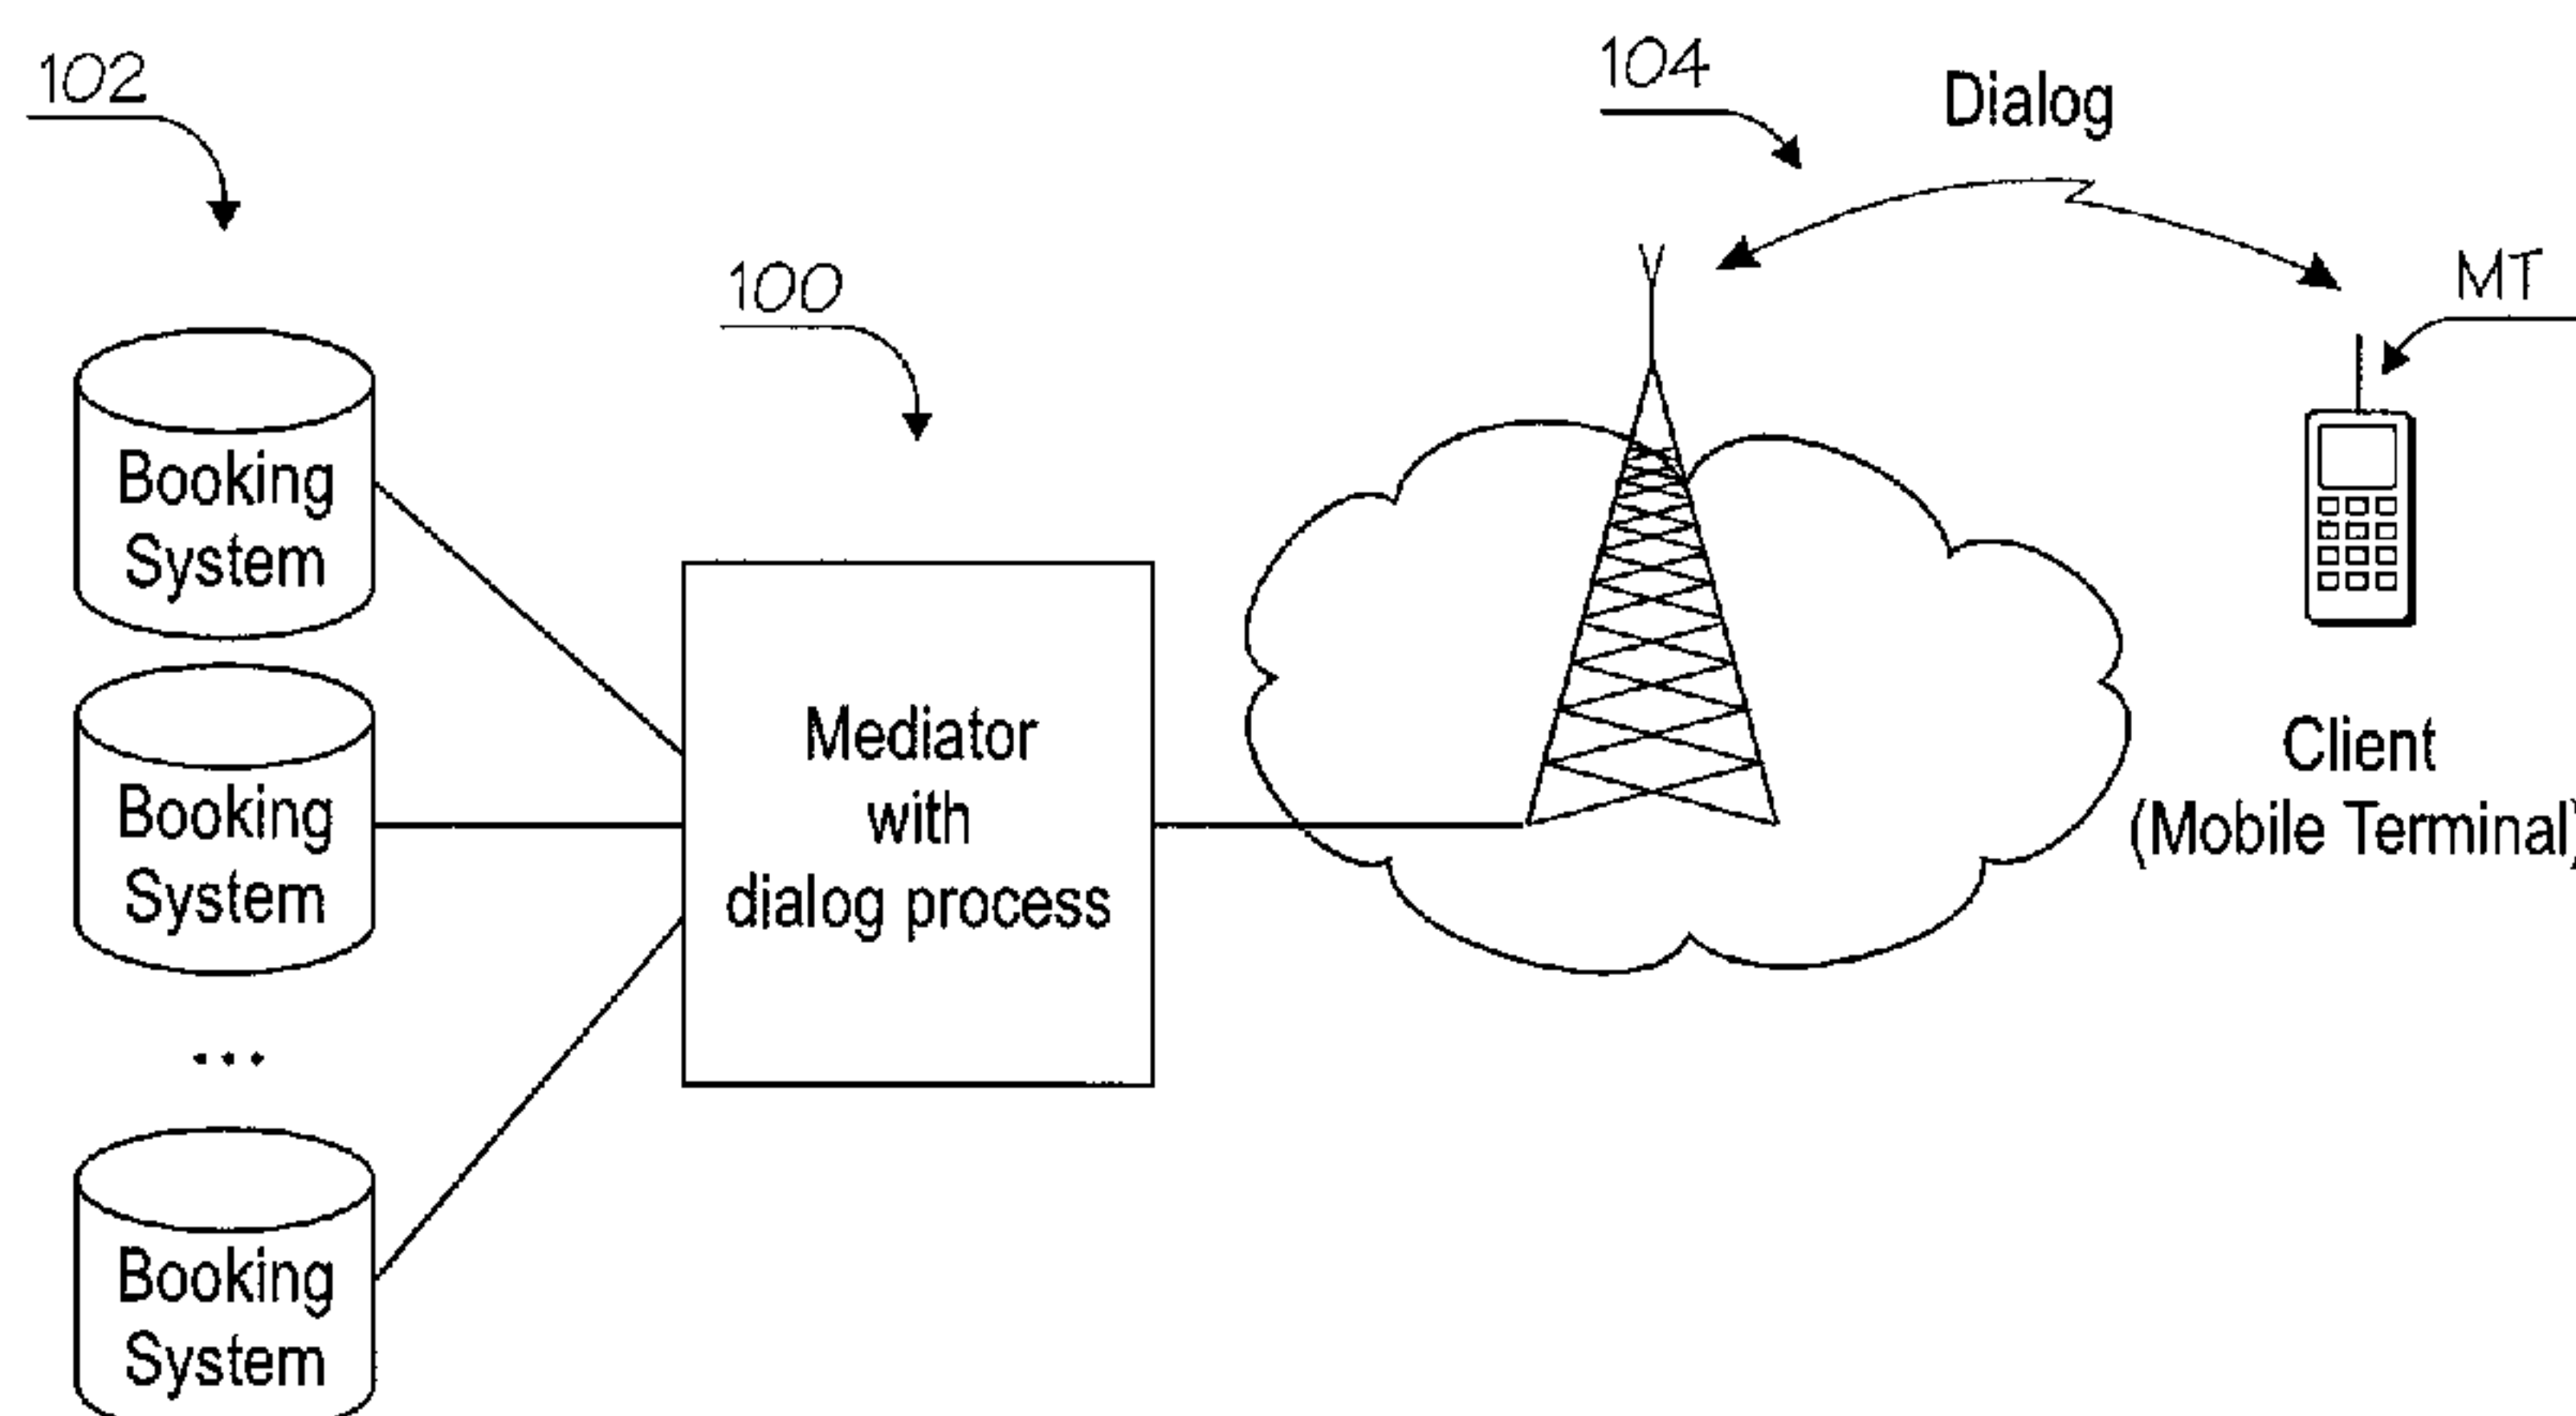 102
104
Dialog
100
MT
Booking
System
Mediator
with
dialog process
Client
(Mobile Terminal)
Booking
System
...
Booking
System